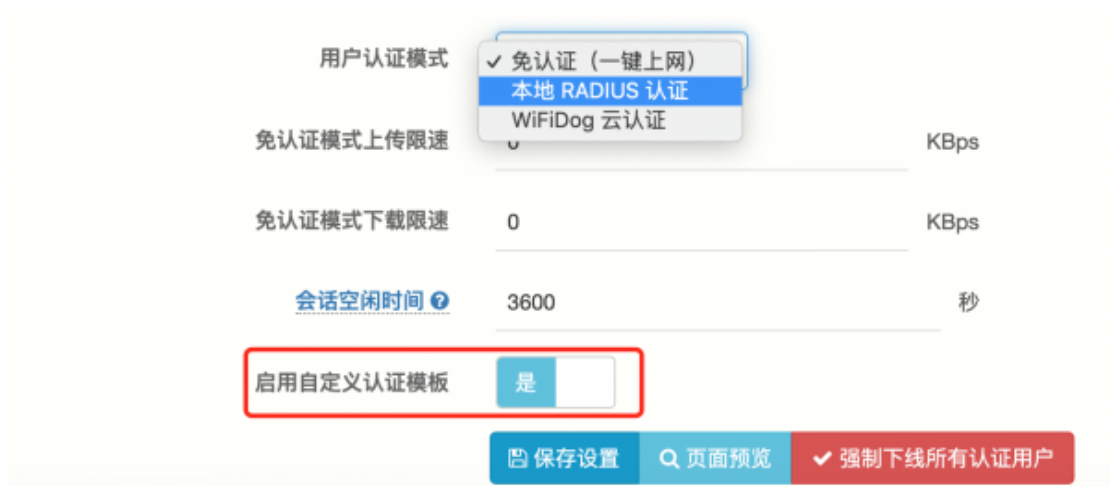 用户认证模式
✓ 免认证（一键上网）
本地 RADIUS 认证
WiFiDog 云认证
免认证模式上传限速 0 KBps
免认证模式下载限速 0 KBps
会话空闲时间 3600 秒
启用自定义认证模板 是
保存设置 页面预览 强制下线所有认证用户